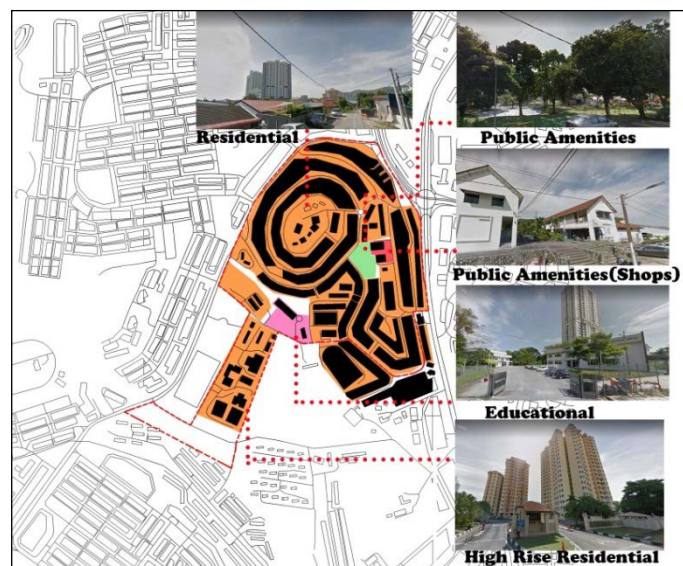 Residential
Public Amenities
Public Amenities(Shops)
Educational
High Rise Residential